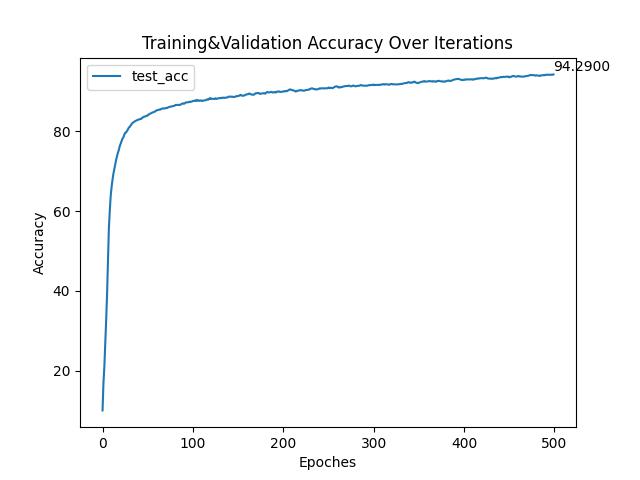 Training&Validation Accuracy Over Iterations
94.2900
test_acc
80
60
40
20
Accuracy
0 100 200 300 400 500
Epoches